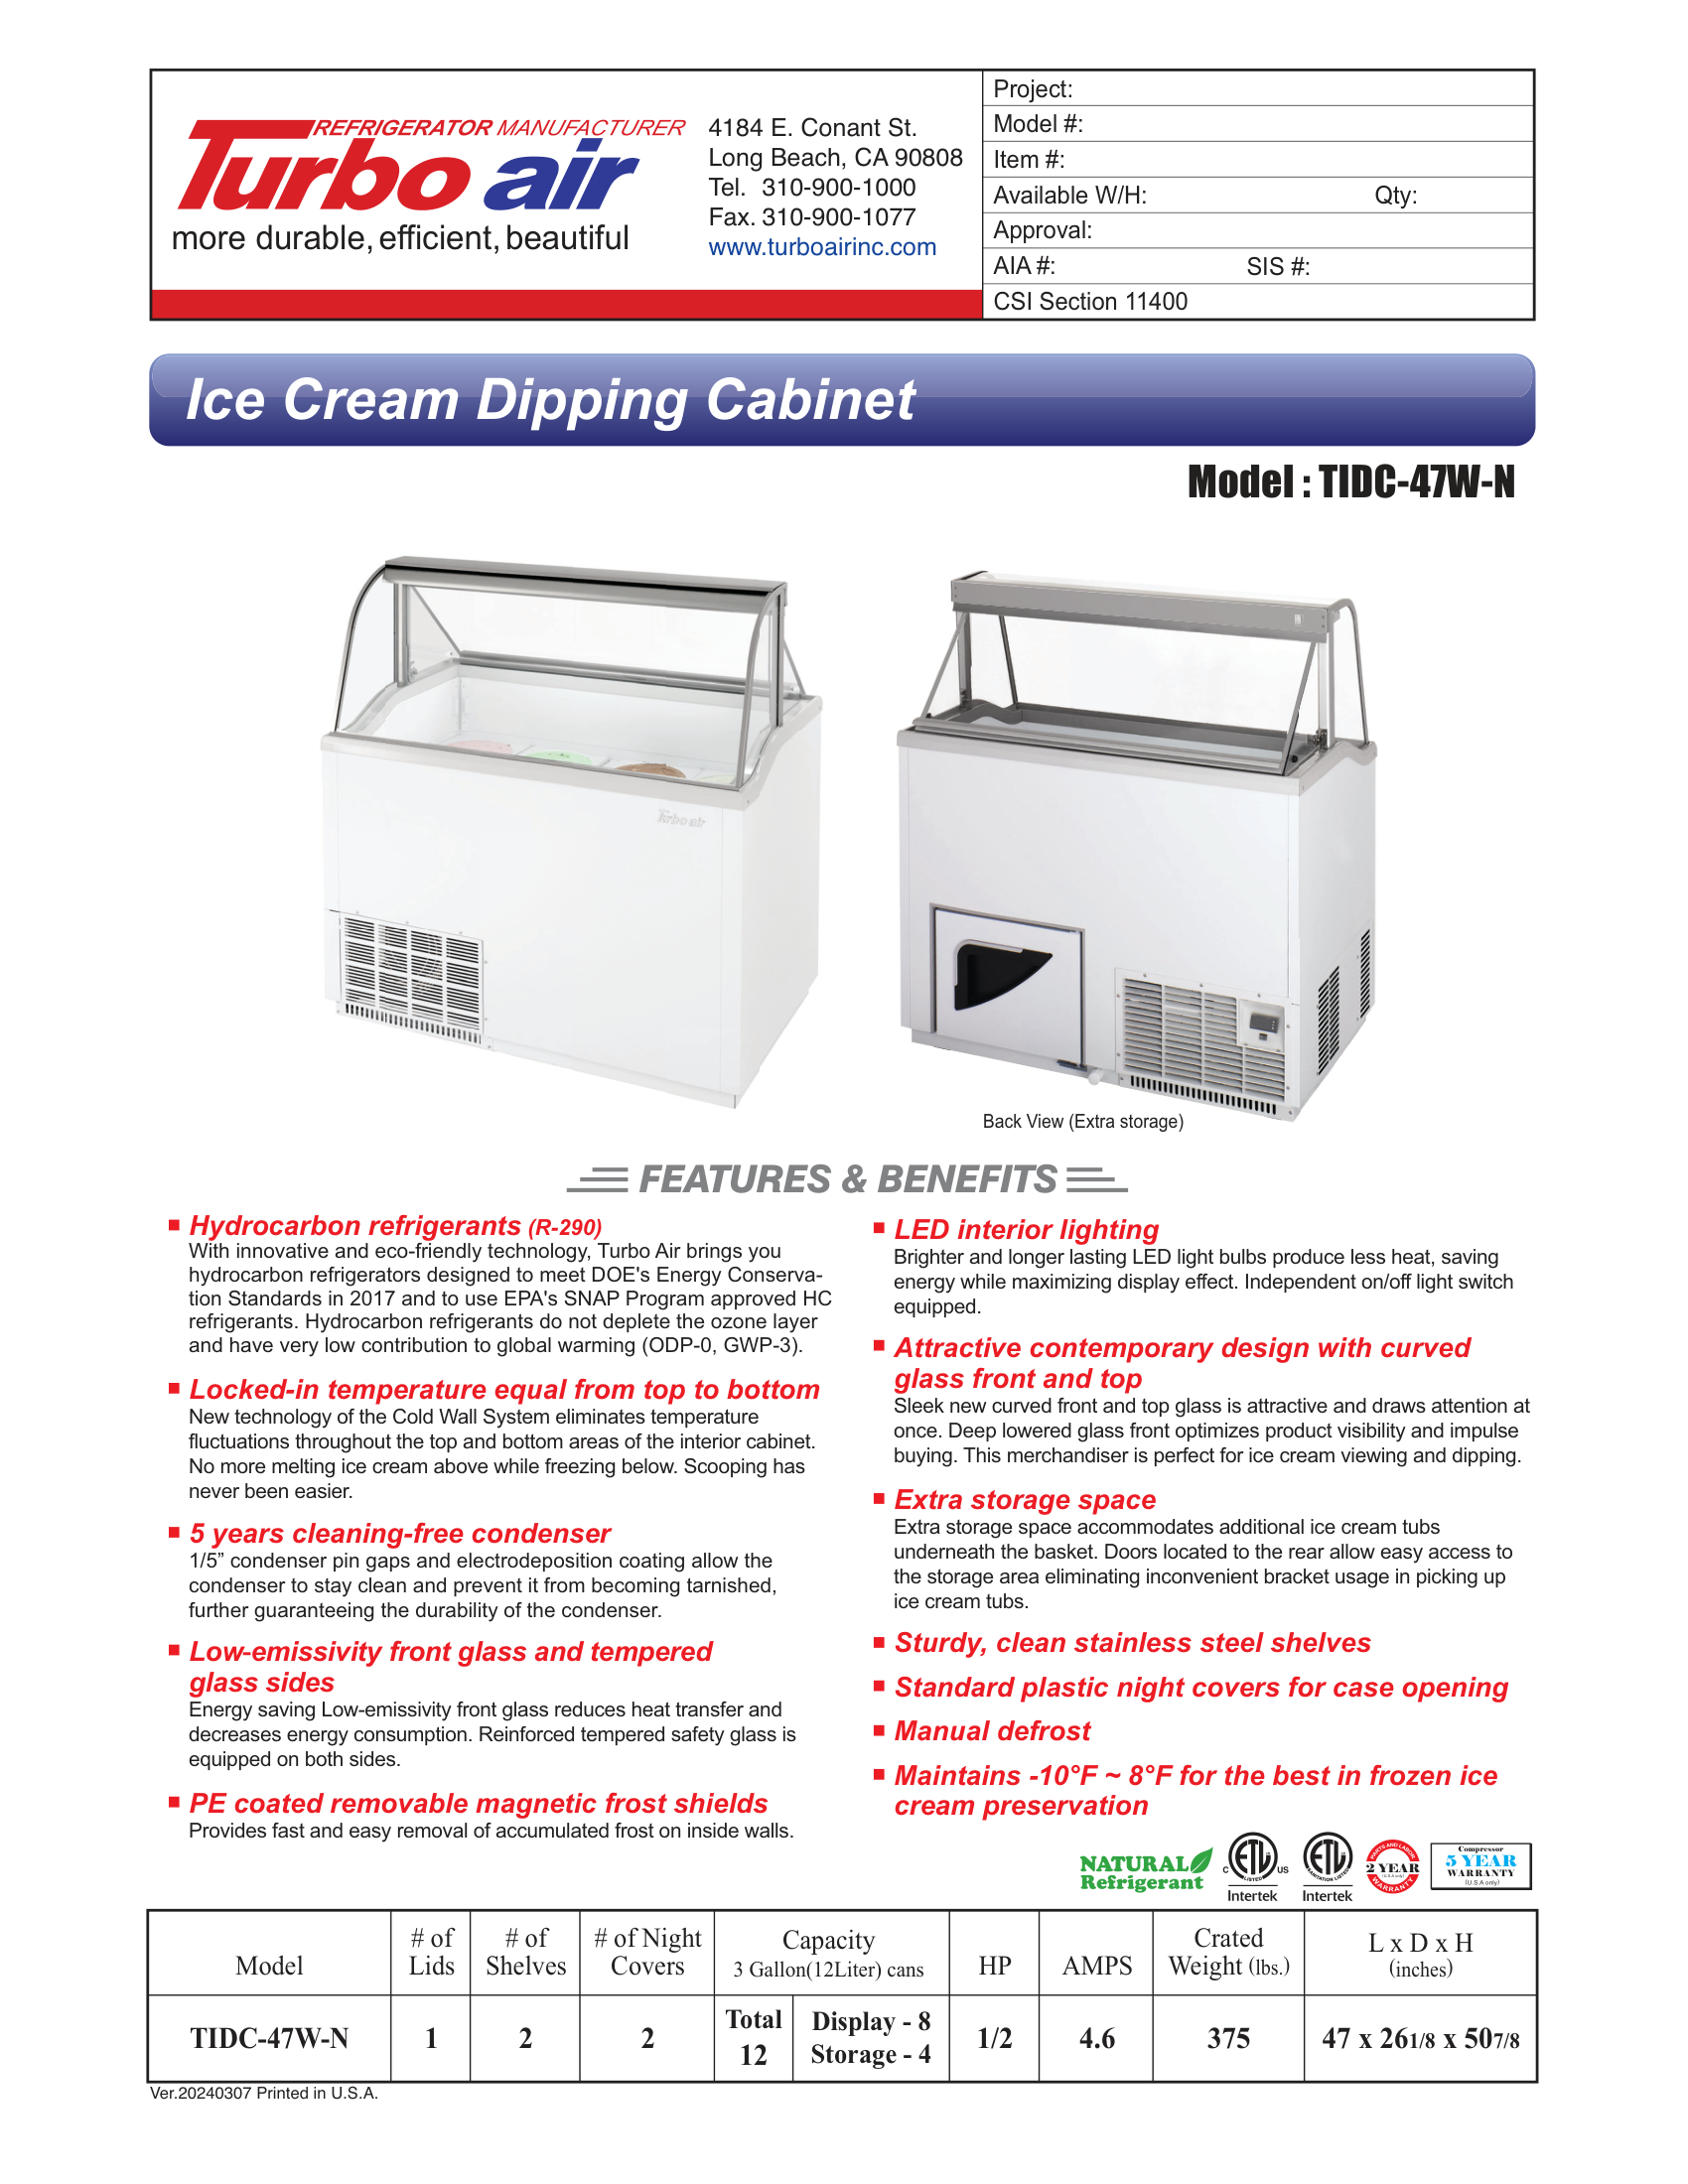 REFRIGERATOR MANUFACTURER
Turbo air
more durable, efficient, beautiful
4184 E. Conant St.
Long Beach, CA 90808
Tel. 310-900-1000
Fax. 310-900-1077
www.turboairinc.com
Project:
Model #:
Item #:
Available W/H: Qty:
Approval:
AIA #: SIS #:
CSI Section 11400
Ice Cream Dipping Cabinet
Model : TIDC-47W-N
Turbo air
Back View (Extra storage)
FEATURES & BENEFITS
■ Hydrocarbon refrigerants (R-290)
With innovative and eco-friendly technology, Turbo Air brings you
hydrocarbon refrigerators designed to meet DOE's Energy Conserva-
tion Standards in 2017 and to use EPA's SNAP Program approved HC
refrigerants. Hydrocarbon refrigerants do not deplete the ozone layer
and have very low contribution to global warming (ODP-0, GWP-3).
■ Locked-in temperature equal from top to bottom
New technology of the Cold Wall System eliminates temperature
fluctuations throughout the top and bottom areas of the interior cabinet.
No more melting ice cream above while freezing below. Scooping has
never been easier.
■ 5 years cleaning-free condenser
1/5” condenser pin gaps and electrodeposition coating allow the
condenser to stay clean and prevent it from becoming tarnished,
further guaranteeing the durability of the condenser.
■ Low-emissivity front glass and tempered
glass sides
Energy saving Low-emissivity front glass reduces heat transfer and
decreases energy consumption. Reinforced tempered safety glass is
equipped on both sides.
■ PE coated removable magnetic frost shields
Provides fast and easy removal of accumulated frost on inside walls.
■ LED interior lighting
Brighter and longer lasting LED light bulbs produce less heat, saving
energy while maximizing display effect. Independent on/off light switch
equipped.
■ Attractive contemporary design with curved
glass front and top
Sleek new curved front and top glass is attractive and draws attention at
once. Deep lowered glass front optimizes product visibility and impulse
buying. This merchandiser is perfect for ice cream viewing and dipping.
■ Extra storage space
Extra storage space accommodates additional ice cream tubs
underneath the basket. Doors located to the rear allow easy access to
the storage area eliminating inconvenient bracket usage in picking up
ice cream tubs.
■ Sturdy, clean stainless steel shelves
■ Standard plastic night covers for case opening
■ Manual defrost
■ Maintains -10°F ~ 8°F for the best in frozen ice
cream preservation
NATURAL
Refrigerant
C ETL US
LISTED
Intertek
ETL
SANITATION LISTED
Intertek
PARTS AND LABOR
2 YEAR
(U.S.A only)
WARRANTY
Compressor
5 YEAR
WARRANTY
(U.S.A only)
Model # of Lids # of Shelves # of Night Covers Capacity 3 Gallon(12Liter) cans HP AMPS Crated Weight (lbs.) L x D x H (inches)
TIDC-47W-N 1 2 2 Total 12 Display - 8 Storage - 4 1/2 4.6 375 47 x 261/8 x 507/8
Ver.20240307 Printed in U.S.A.